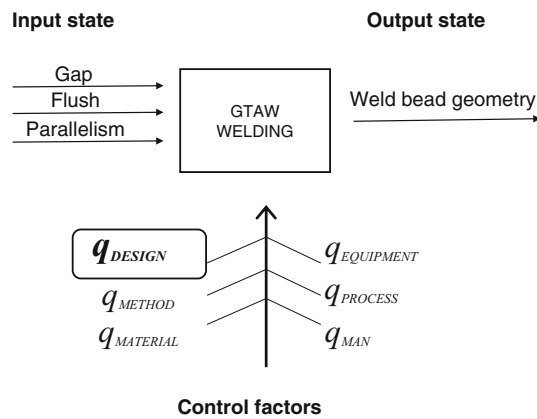 Input state
Output state
Gap
Flush
Parallelism
GTAW
WELDING
Weld bead geometry
qDESIGN
qEQUIPMENT
qMETHOD
qPROCESS
qMATERIAL
qMAN
Control factors